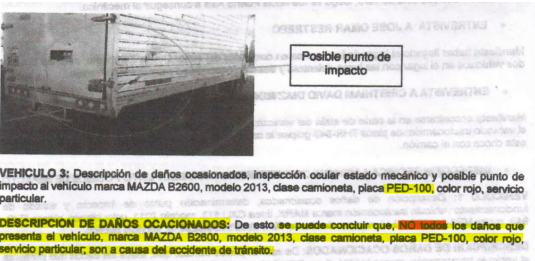 Posible punto de
impacto
VEHICULO 3: Descripción de daños ocasionados, inspección ocular estado mecánico y posible punto de
impacto al vehículo marca MAZDA B2600, modelo 2013, clase camioneta, placa PED-100, color rojo, servicio
particular.
DESCRIPCION DE DAÑOS OCACIONADOS: De esto se puede concluir que, NO todos los daños que
presenta el vehículo, marca MAZDA B2600, modelo 2013, clase camioneta, placa PED-100, color rojo,
servicio particular; son a causa del accidente de tránsito.